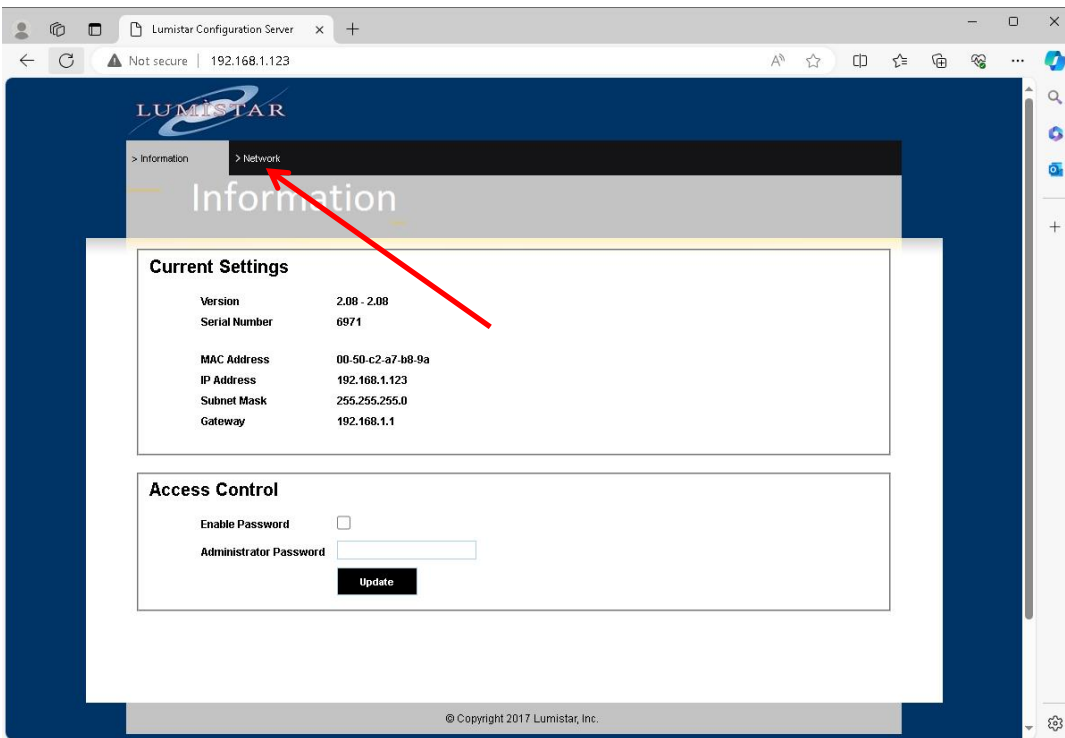 Lumistar Configuration Server
Not secure 192.168.1.123
LUMISTAR
> Information > Network
Information
Current Settings
Version 2.08 - 2.08
Serial Number 6971
MAC Address 00-50-c2-a7-b8-9a
IP Address 192.168.1.123
Subnet Mask 255.255.255.0
Gateway 192.168.1.1
Access Control
Enable Password
Administrator Password
Update
© Copyright 2017 Lumistar, Inc.